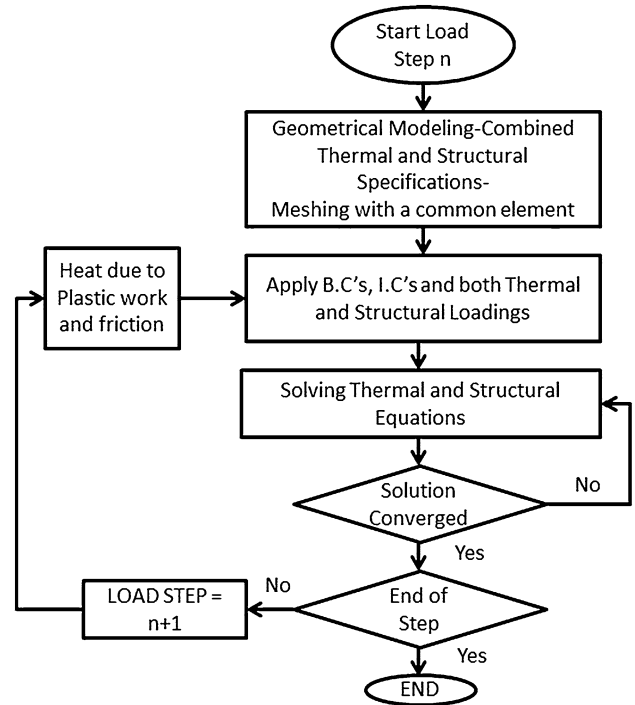 Start Load
Step n
Geometrical Modeling-Combined
Thermal and Structural
Specifications-
Meshing with a common element
Heat due to
Plastic work
and friction
Apply B.C's, I.C's and both Thermal
and Structural Loadings
Solving Thermal and Structural
Equations
Solution
Converged
No
Yes
End of
Step
No
LOAD STEP =
n+1
Yes
END